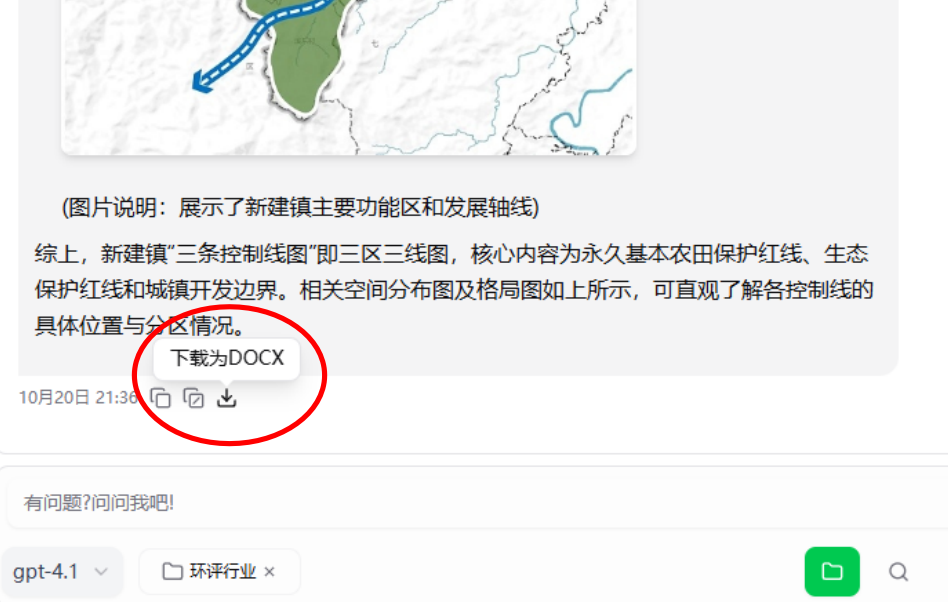 (图片说明：展示了新建镇主要功能区和发展轴线)
综上，新建镇“三条控制线图”即三区三线图，核心内容为永久基本农田保护红线、生态
保护红线和城镇开发边界。相关空间分布图及格局图如上所示，可直观了解各控制线的
具体位置与分区情况。
下载为DOCX
10月20日 21:36
有问题?问问我吧!
gpt-4.1
环评行业 ×